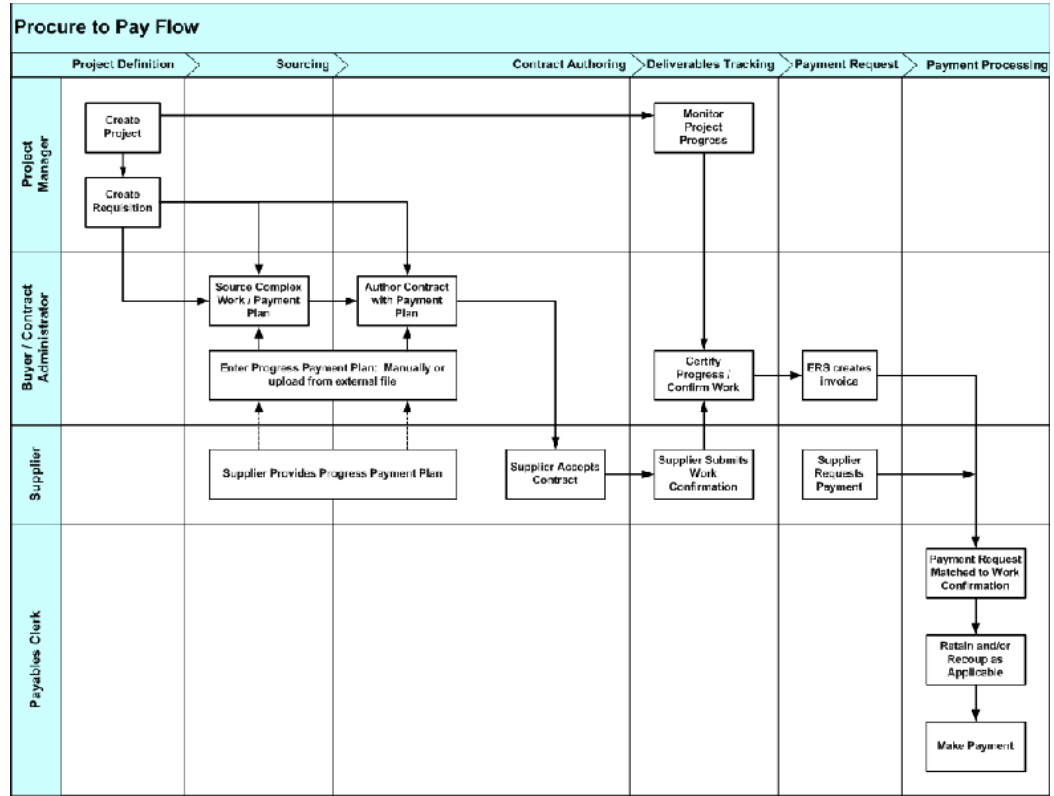 Procure to Pay Flow
Project Definition
Sourcing
Contract Authoring
Deliverables Tracking
Payment Request
Payment Processing
Project
Manager
Create
Project
Monitor
Project
Progress
Create
Requisition
Buyer / Contract
Administrator
Source Complex
Work / Payment
Plan
Author Contract
with Payment
Plan
Enter Progress Payment Plan: Manually or
upload from external file
Certify
Progress /
Confirm Work
ERS creates
invoice
Supplier
Supplier Provides Progress Payment Plan
Supplier Accepts
Contract
Supplier Submits
Work
Confirmation
Supplier
Requests
Payment
Payables Clerk
Payment Request
Matched to Work
Confirmation
Retain and/or
Recoup as
Applicable
Make Payment